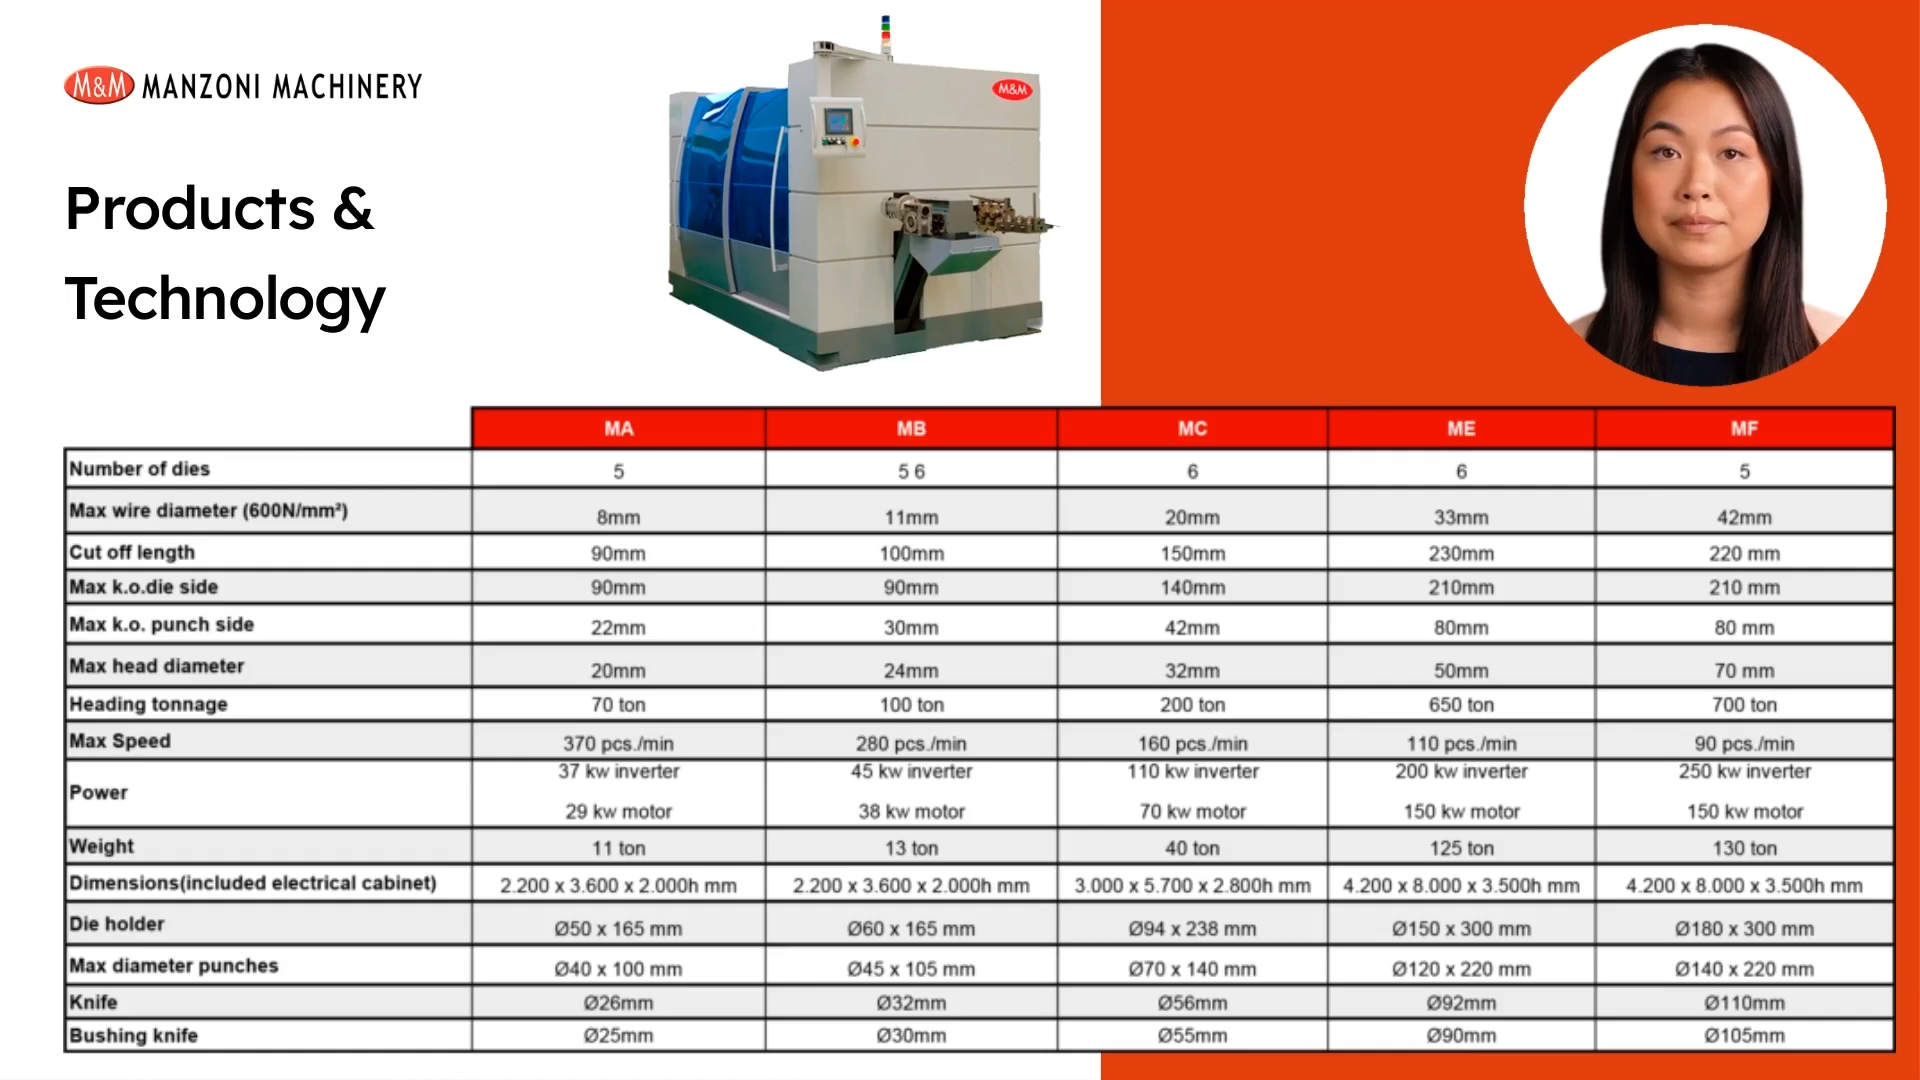 M&M MANZONI MACHINERY
M&M
Products &
Technology
MA MB MC ME MF
Number of dies 5 5 6 6 6 5
Max wire diameter (600N/mm²) 8mm 11mm 20mm 33mm 42mm
Cut off length 90mm 100mm 150mm 230mm 220 mm
Max k.o.die side 90mm 90mm 140mm 210mm 210 mm
Max k.o. punch side 22mm 30mm 42mm 80mm 80 mm
Max head diameter 20mm 24mm 32mm 50mm 70 mm
Heading tonnage 70 ton 100 ton 200 ton 650 ton 700 ton
Max Speed 370 pcs./min 280 pcs./min 160 pcs./min 110 pcs./min 90 pcs./min
Power 37 kw inverter 45 kw inverter 110 kw inverter 200 kw inverter 250 kw inverter
29 kw motor 38 kw motor 70 kw motor 150 kw motor 150 kw motor
Weight 11 ton 13 ton 40 ton 125 ton 130 ton
Dimensions(included electrical cabinet) 2.200 x 3.600 x 2.000h mm 2.200 x 3.600 x 2.000h mm 3.000 x 5.700 x 2.800h mm 4.200 x 8.000 x 3.500h mm 4.200 x 8.000 x 3.500h mm
Die holder Ø50 x 165 mm Ø60 x 165 mm Ø94 x 238 mm Ø150 x 300 mm Ø180 x 300 mm
Max diameter punches Ø40 x 100 mm Ø45 x 105 mm Ø70 x 140 mm Ø120 x 220 mm Ø140 x 220 mm
Knife Ø26mm Ø32mm Ø56mm Ø92mm Ø110mm
Bushing knife Ø25mm Ø30mm Ø55mm Ø90mm Ø105mm